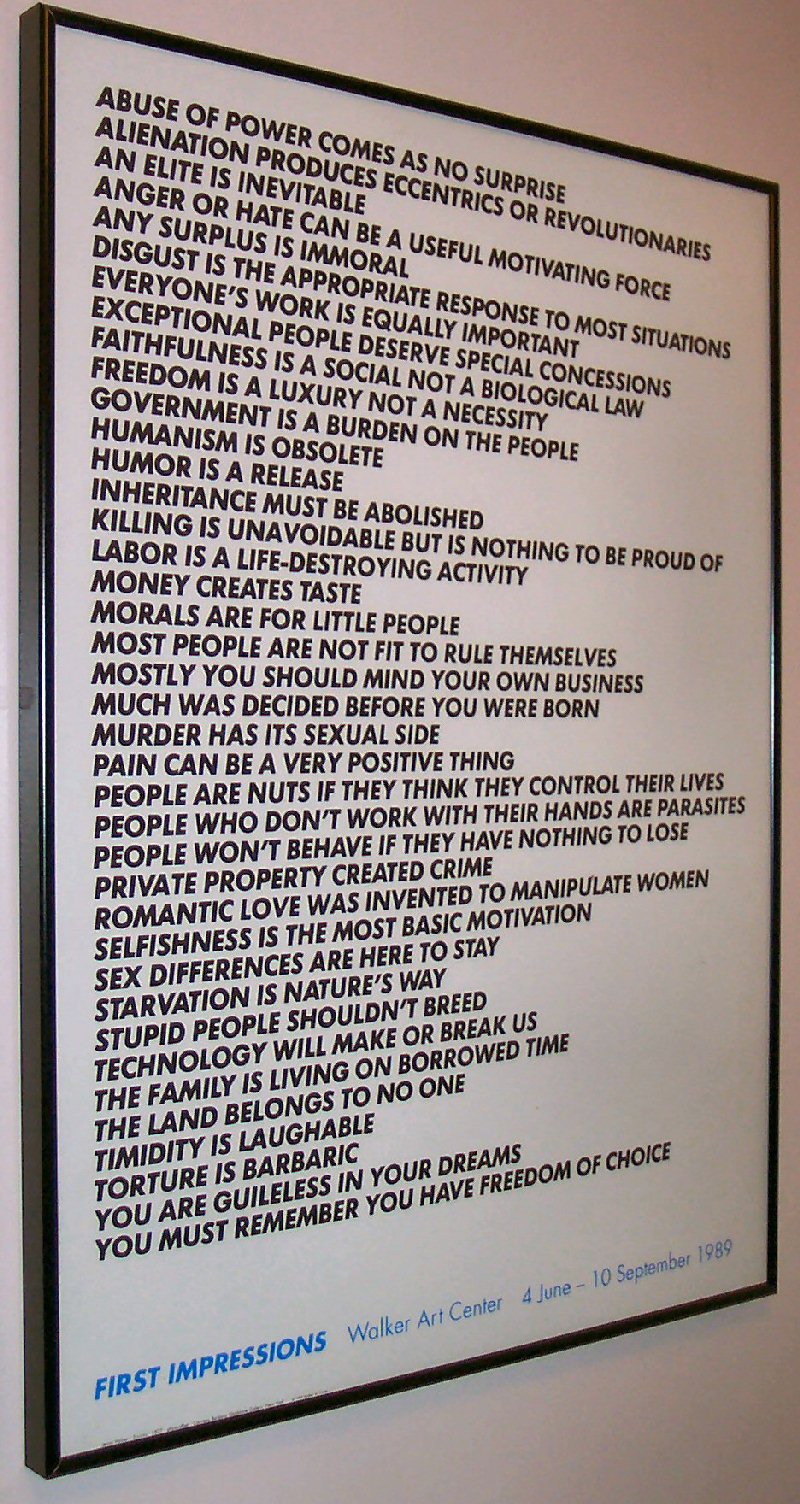 ABUSE OF POWER COMES AS NO SURPRISE
ALIENATION PRODUCES ECCENTRICS OR REVOLUTIONARIES
AN ELITE IS INEVITABLE
ANGER OR HATE CAN BE A USEFUL MOTIVATING FORCE
ANY SURPLUS IS IMMORAL
DISGUST IS THE APPROPRIATE RESPONSE TO MOST SITUATIONS
EVERYONE'S WORK IS EQUALLY IMPORTANT
EXCEPTIONAL PEOPLE DESERVE SPECIAL CONCESSIONS
FAITHFULNESS IS A SOCIAL NOT A BIOLOGICAL LAW
FREEDOM IS A LUXURY NOT A NECESSITY
GOVERNMENT IS A BURDEN ON THE PEOPLE
HUMANISM IS OBSOLETE
HUMOR IS A RELEASE
INHERITANCE MUST BE ABOLISHED
KILLING IS UNAVOIDABLE BUT IS NOTHING TO BE PROUD OF
LABOR IS A LIFE-DESTROYING ACTIVITY
MONEY CREATES TASTE
MORALS ARE FOR LITTLE PEOPLE
MOST PEOPLE ARE NOT FIT TO RULE THEMSELVES
MOSTLY YOU SHOULD MIND YOUR OWN BUSINESS
MUCH WAS DECIDED BEFORE YOU WERE BORN
MURDER HAS ITS SEXUAL SIDE
PAIN CAN BE A VERY POSITIVE THING
PEOPLE ARE NUTS IF THEY THINK THEY CONTROL THEIR LIVES
PEOPLE WHO DON'T WORK WITH THEIR HANDS ARE PARASITES
PEOPLE WON'T BEHAVE IF THEY HAVE NOTHING TO LOSE
PRIVATE PROPERTY CREATED CRIME
ROMANTIC LOVE WAS INVENTED TO MANIPULATE WOMEN
SELFISHNESS IS THE MOST BASIC MOTIVATION
SEX DIFFERENCES ARE HERE TO STAY
STARVATION IS NATURE'S WAY
STUPID PEOPLE SHOULDN'T BREED
TECHNOLOGY WILL MAKE OR BREAK US
THE FAMILY IS LIVING ON BORROWED TIME
THE LAND BELONGS TO NO ONE
TIMIDITY IS LAUGHABLE
TORTURE IS BARBARIC
YOU ARE GUILELESS IN YOUR DREAMS
YOU MUST REMEMBER YOU HAVE FREEDOM OF CHOICE
FIRST IMPRESSIONS Walker Art Center 4 June – 10 September 1989